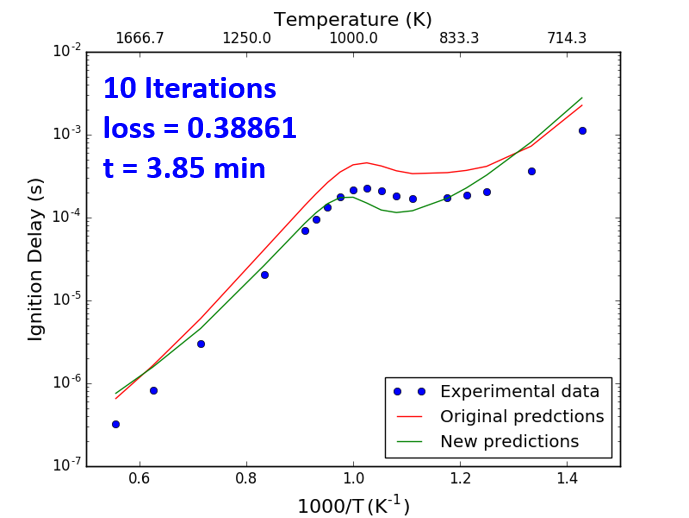 Temperature (K)
1666.7 1250.0 1000.0 833.3 714.3
10 Iterations
loss = 0.38861
t = 3.85 min
Ignition Delay (s)
10⁻²
10⁻³
10⁻⁴
10⁻⁵
10⁻⁶
10⁻⁷
Experimental data
Original predctions
New predictions
0.6 0.8 1.0 1.2 1.4
1000/T (K⁻¹)